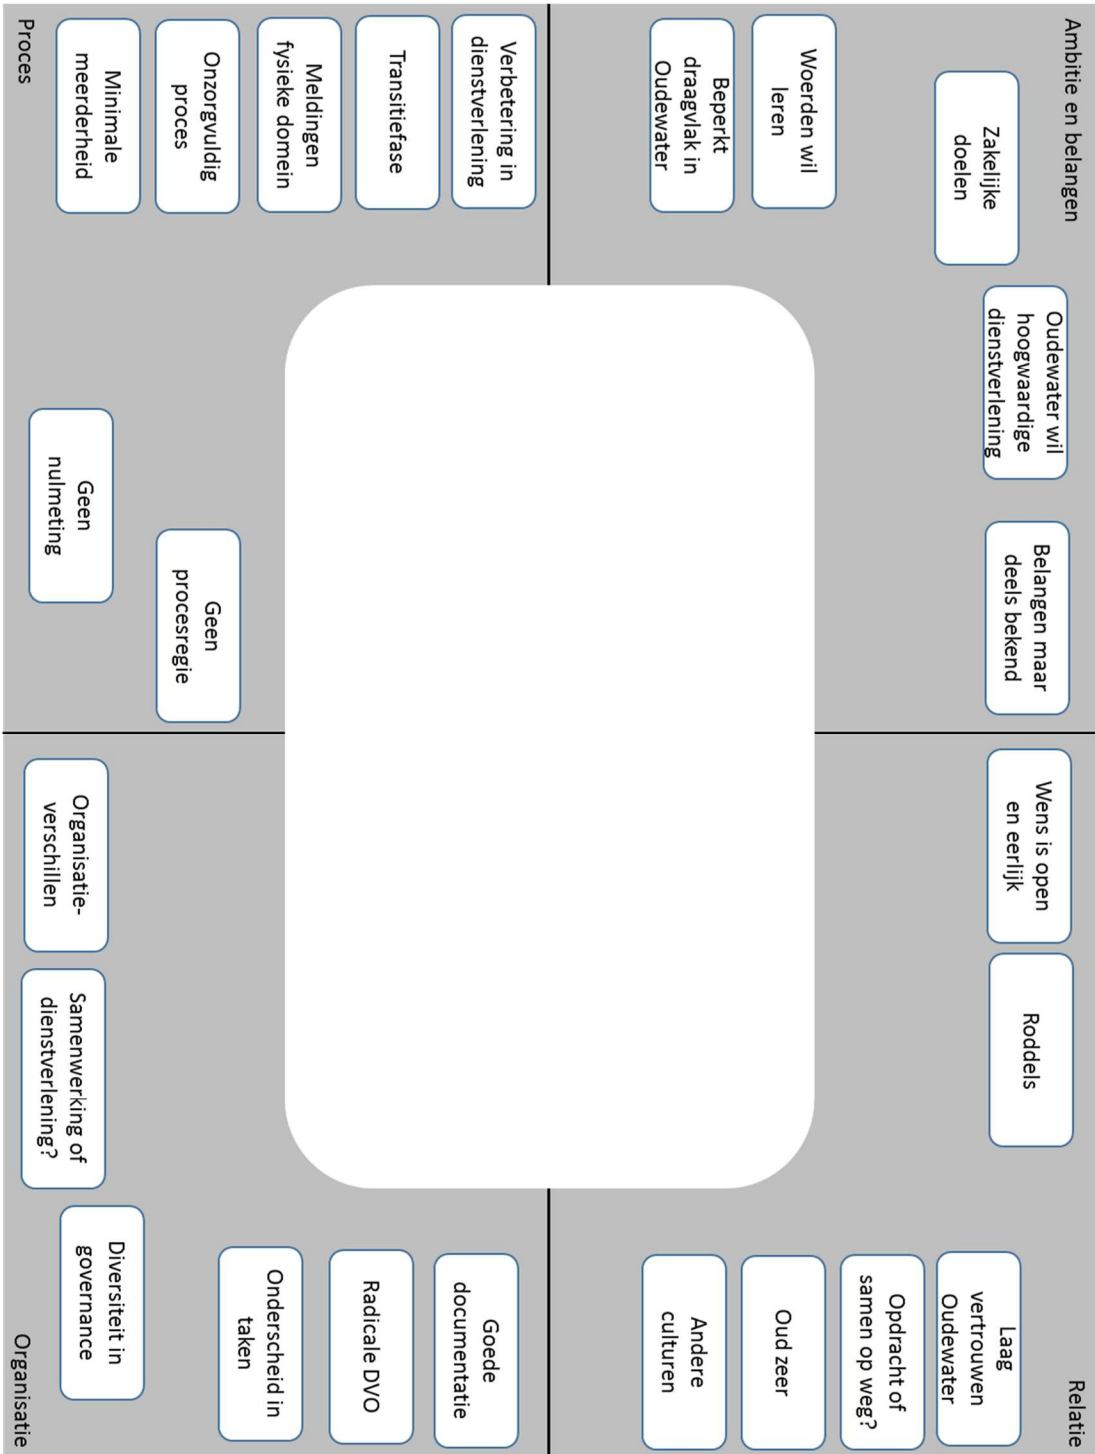 Ambitie en belangen
Zakelijke
doelen
Oudewater wil
hoogwaardige
dienstverlening
Belangen maar
deels bekend
Woerden wil
leren
Beperkt
draagvlak in
Oudewater
Relatie
Wens is open
en eerlijk
Roddels
Laag
vertrouwen
Oudewater
Opdracht of
samen op weg?
Oud zeer
Andere
culturen
Proces
Verbetering in
dienstverlening
Transitiefase
Meldingen
fysieke domein
Onzorgvuldig
proces
Minimale
meerderheid
Geen
nulmeting
Geen
procesregie
Organisatie
Goede
documentatie
Radicale DVO
Onderscheid in
taken
Diversiteit in
governance
Samenwerking of
dienstverlening?
Organisatie-
verschillen